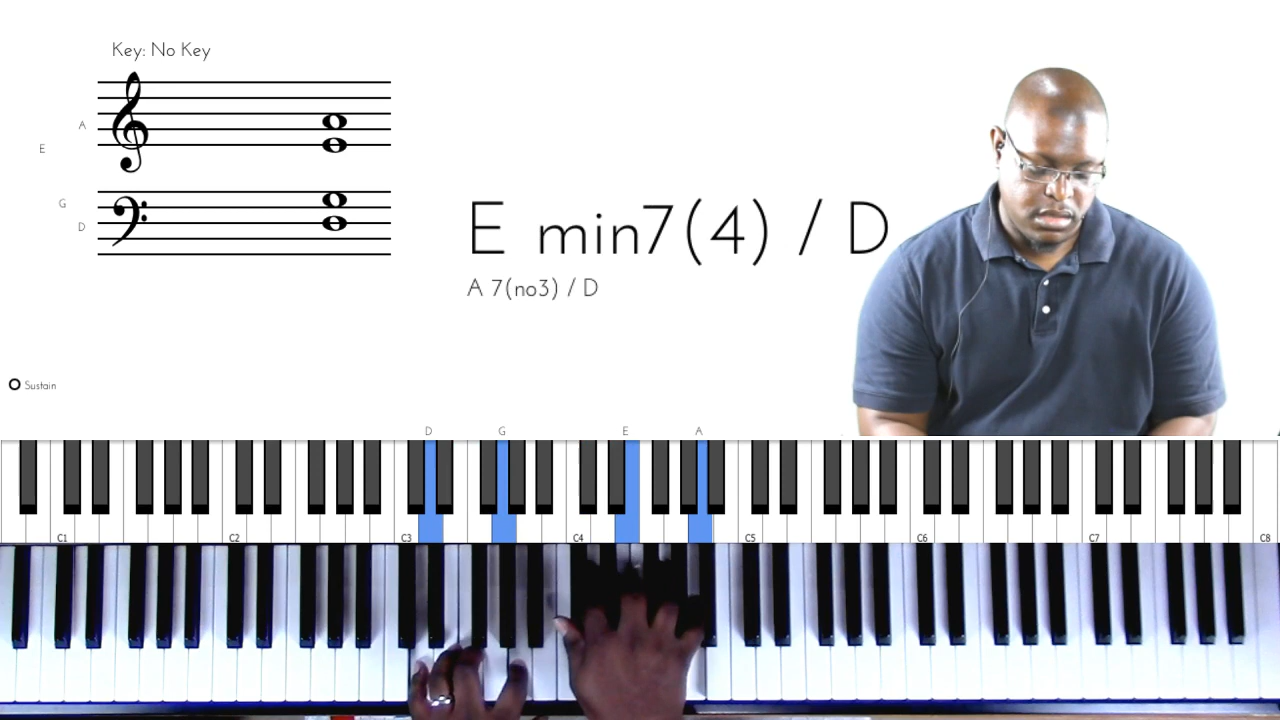 Key: No Key
A
E
G
D
E min7(4) / D
A 7(no3) / D
Sustain
D G E A
C1 C2 C3 C4 C5 C6 C7 C8